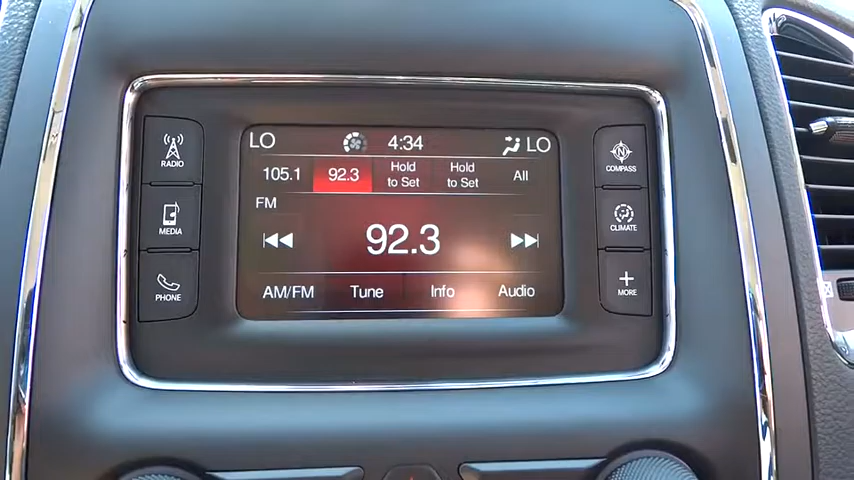 LO 4:34 LO
105.1 92.3 Hold to Set Hold to Set All
FM
92.3
AM/FM Tune Info Audio
RADIO
MEDIA
PHONE
N
COMPASS
CLIMATE
MORE